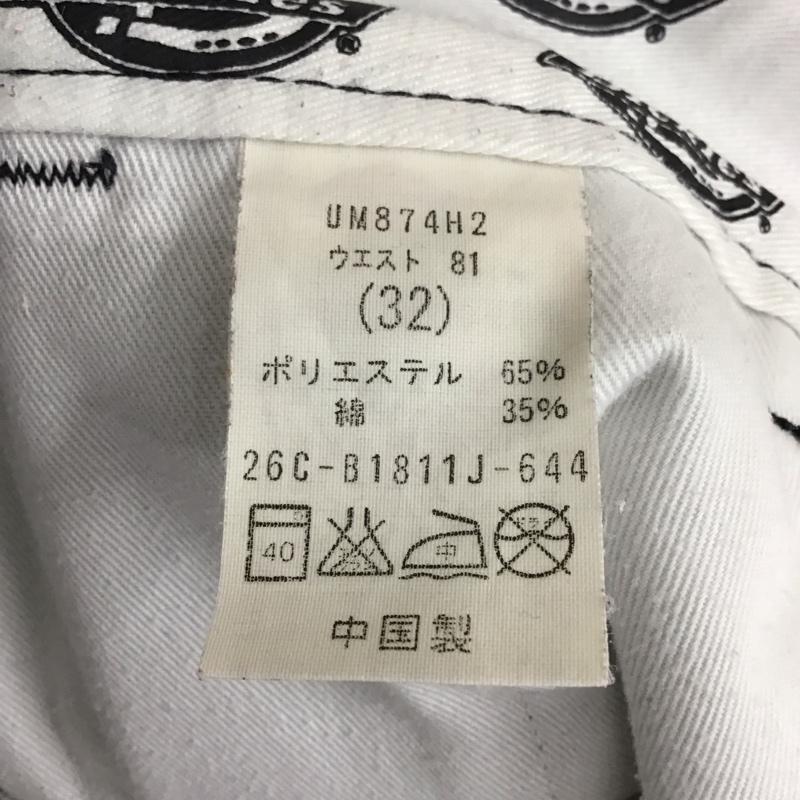 UM874H2
ウエスト 81
(32)
ポリエステル 65%
綿 35%
26C-B1811J-644
40 中
中国製